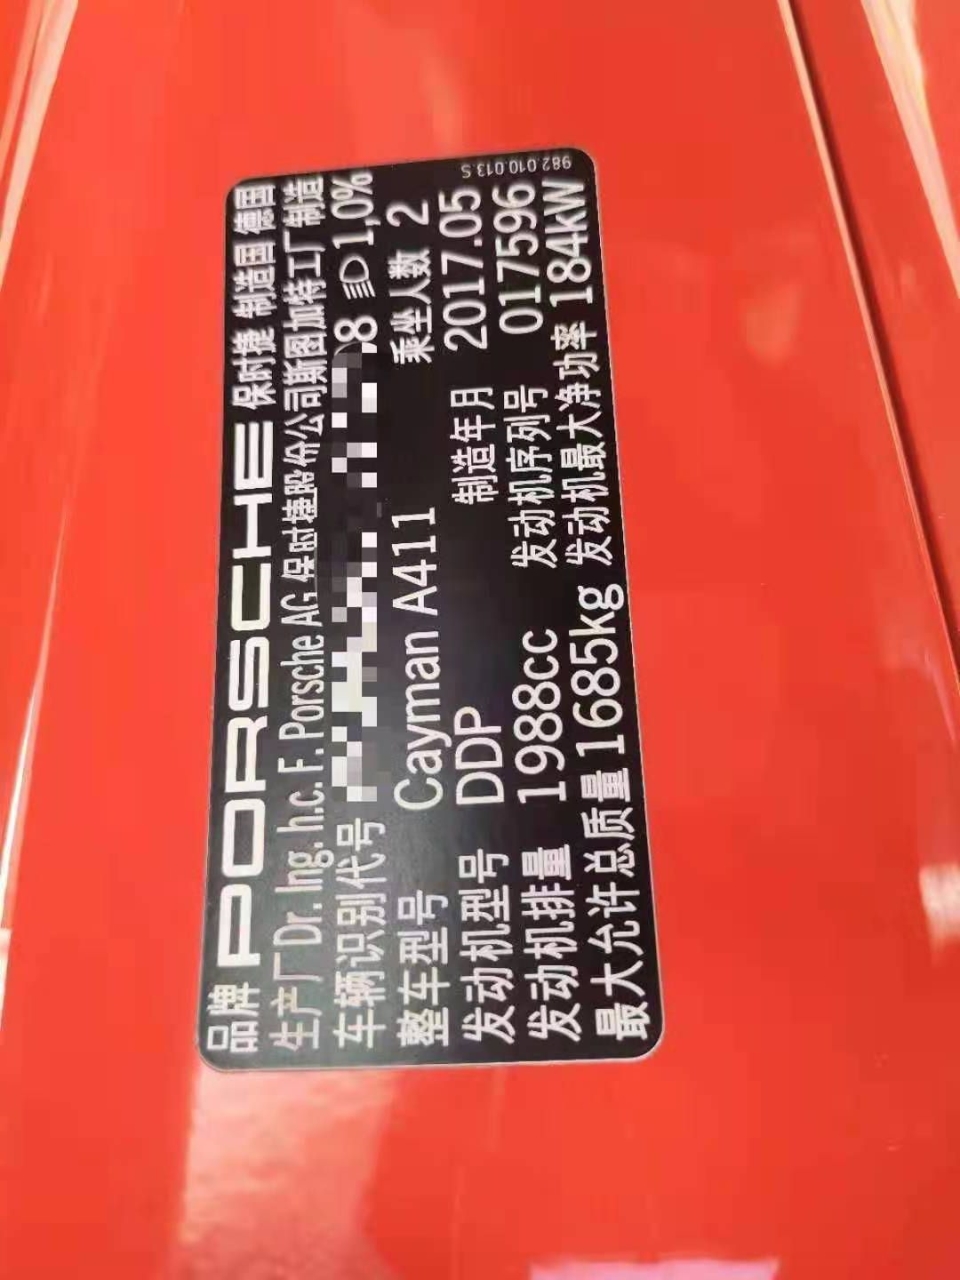 品牌 PORSCHE 保时捷 制造国 德国
生产厂 Dr. Ing. h.c. F. Porsche AG 保时捷股份公司斯图加特工厂制造
车辆识别代号 8 1,0%
整车型号 Cayman A411 乘坐人数 2
发动机型号 DDP 制造年月 2017.05
发动机排量 1988cc 发动机序列号 017596
最大允许总质量 1685kg 发动机最大净功率 184kW
982.010.013.S